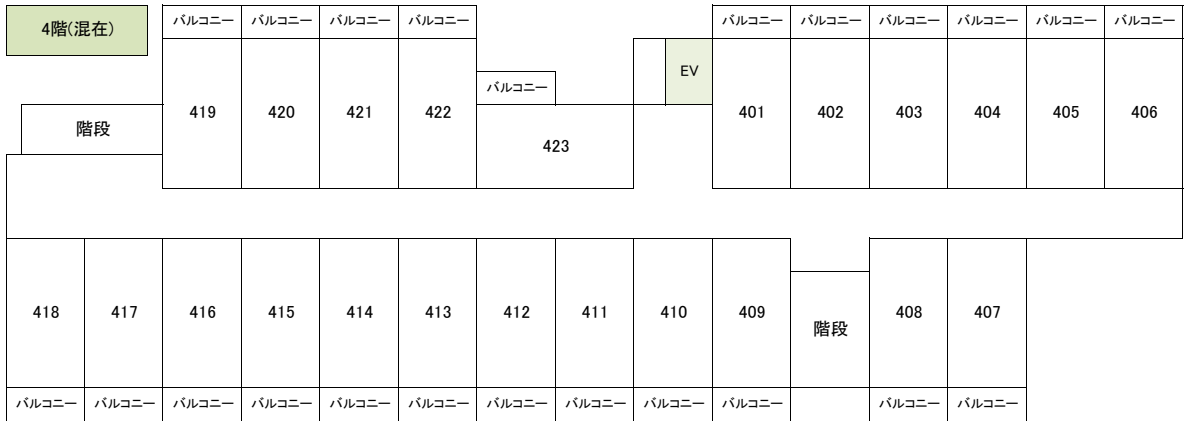 4階(混在)
バルコニー バルコニー バルコニー バルコニー バルコニー バルコニー バルコニー バルコニー バルコニー バルコニー
EV
バルコニー
419 420 421 422 401 402 403 404 405 406
階段
423
418 417 416 415 414 413 412 411 410 409 408 407
階段
バルコニー バルコニー バルコニー バルコニー バルコニー バルコニー バルコニー バルコニー バルコニー バルコニー バルコニー バルコニー